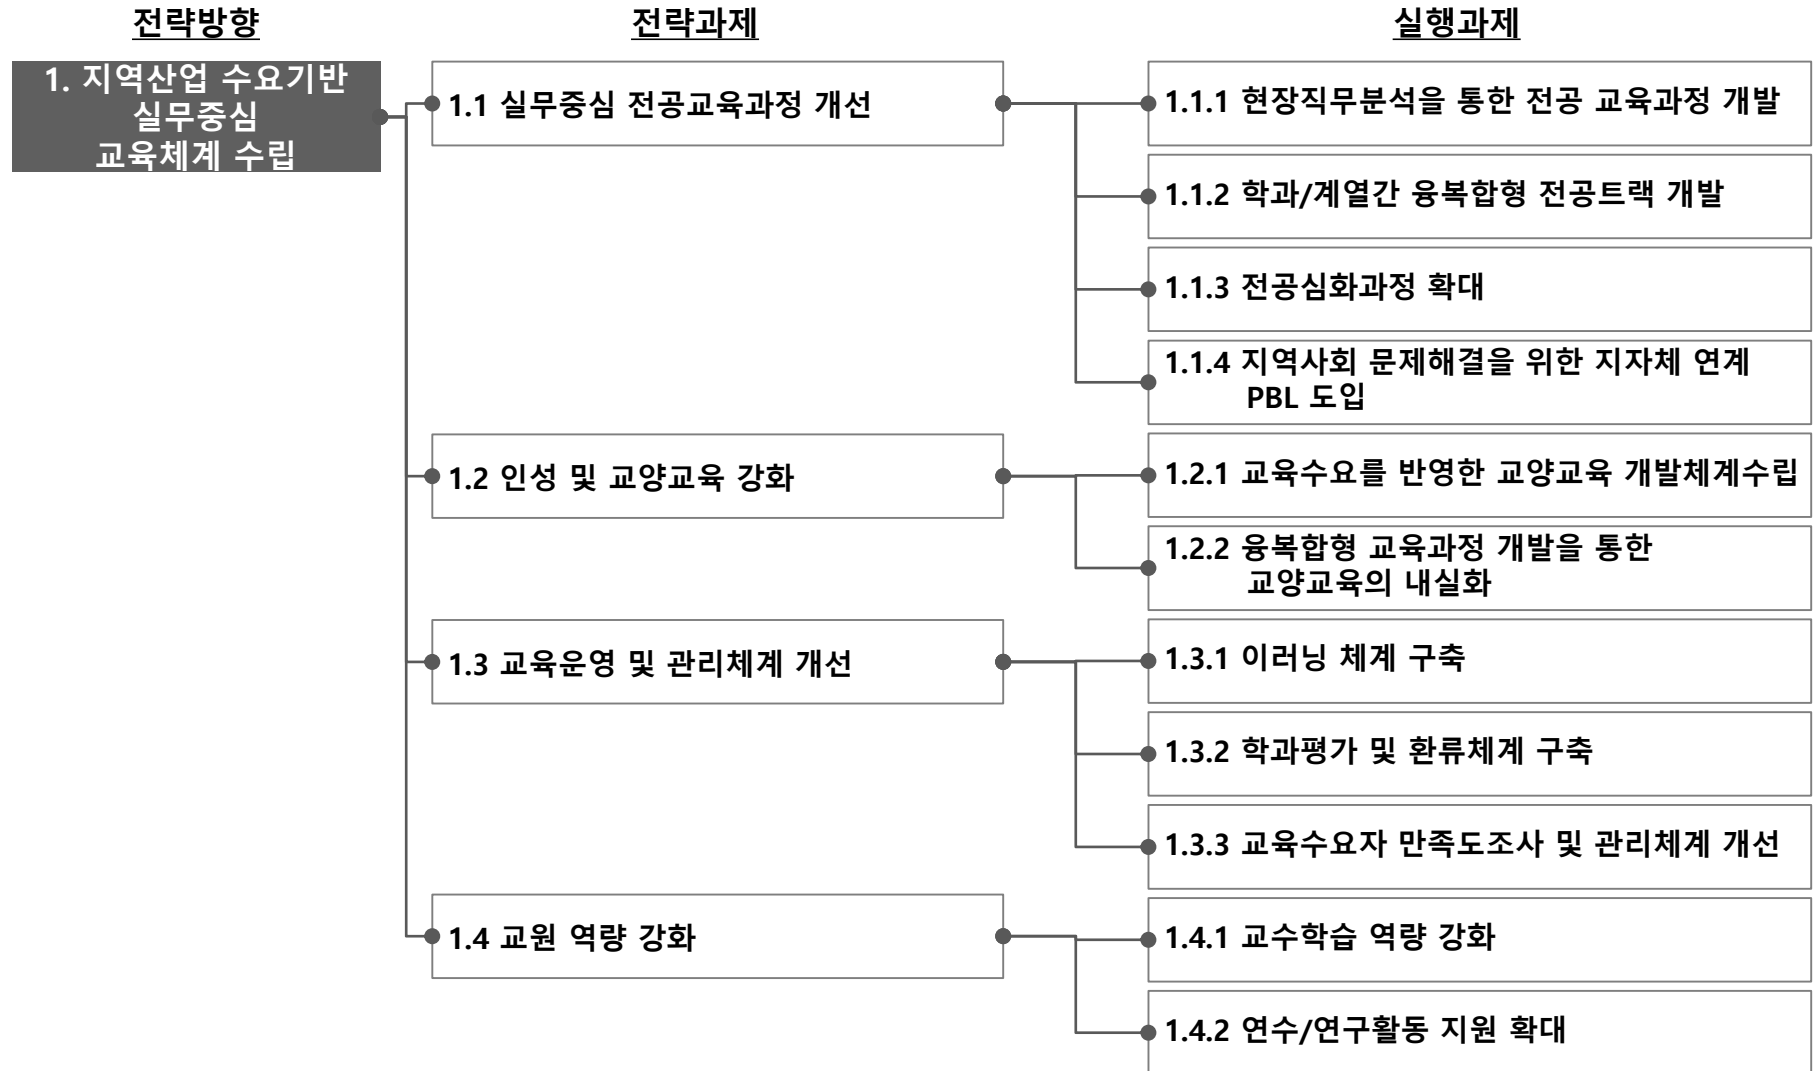 전략방향
전략과제
실행과제
1. 지역산업 수요기반
실무중심
교육체계 수립
1.1 실무중심 전공교육과정 개선
1.1.1 현장직무분석을 통한 전공 교육과정 개발
1.1.2 학과/계열간 융복합형 전공트랙 개발
1.1.3 전공심화과정 확대
1.1.4 지역사회 문제해결을 위한 지자체 연계
PBL 도입
1.2 인성 및 교양교육 강화
1.2.1 교육수요를 반영한 교양교육 개발체계수립
1.2.2 융복합형 교육과정 개발을 통한
교양교육의 내실화
1.3 교육운영 및 관리체계 개선
1.3.1 이러닝 체계 구축
1.3.2 학과평가 및 환류체계 구축
1.3.3 교육수요자 만족도조사 및 관리체계 개선
1.4 교원 역량 강화
1.4.1 교수학습 역량 강화
1.4.2 연수/연구활동 지원 확대